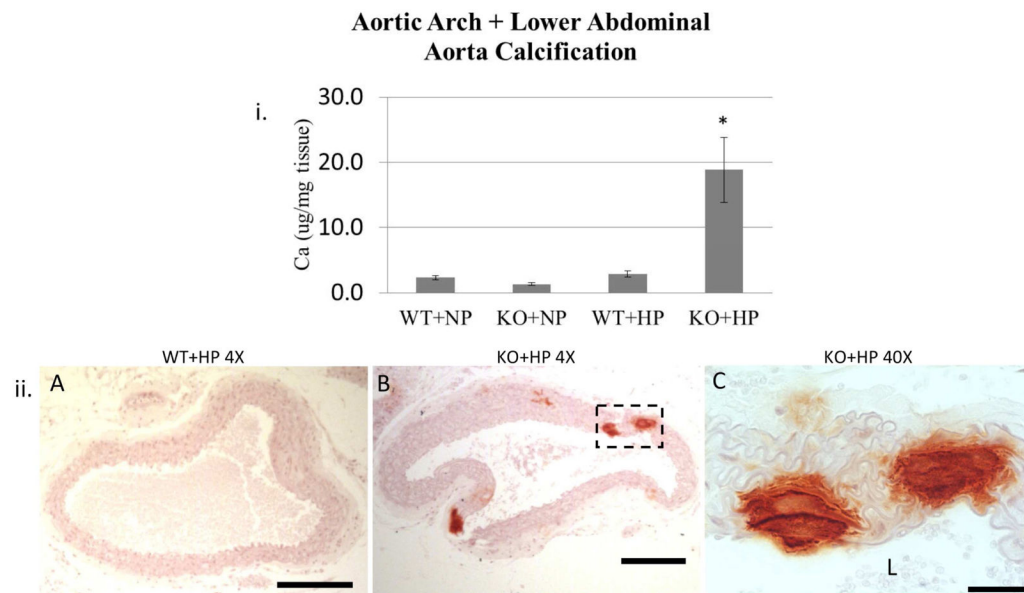 Aortic Arch + Lower Abdominal
Aorta Calcification
i.
Ca (ug/mg tissue)
30.0
20.0
10.0
0.0
*
WT+NP KO+NP WT+HP KO+HP
ii.
WT+HP 4X KO+HP 4X KO+HP 40X
A B C
L